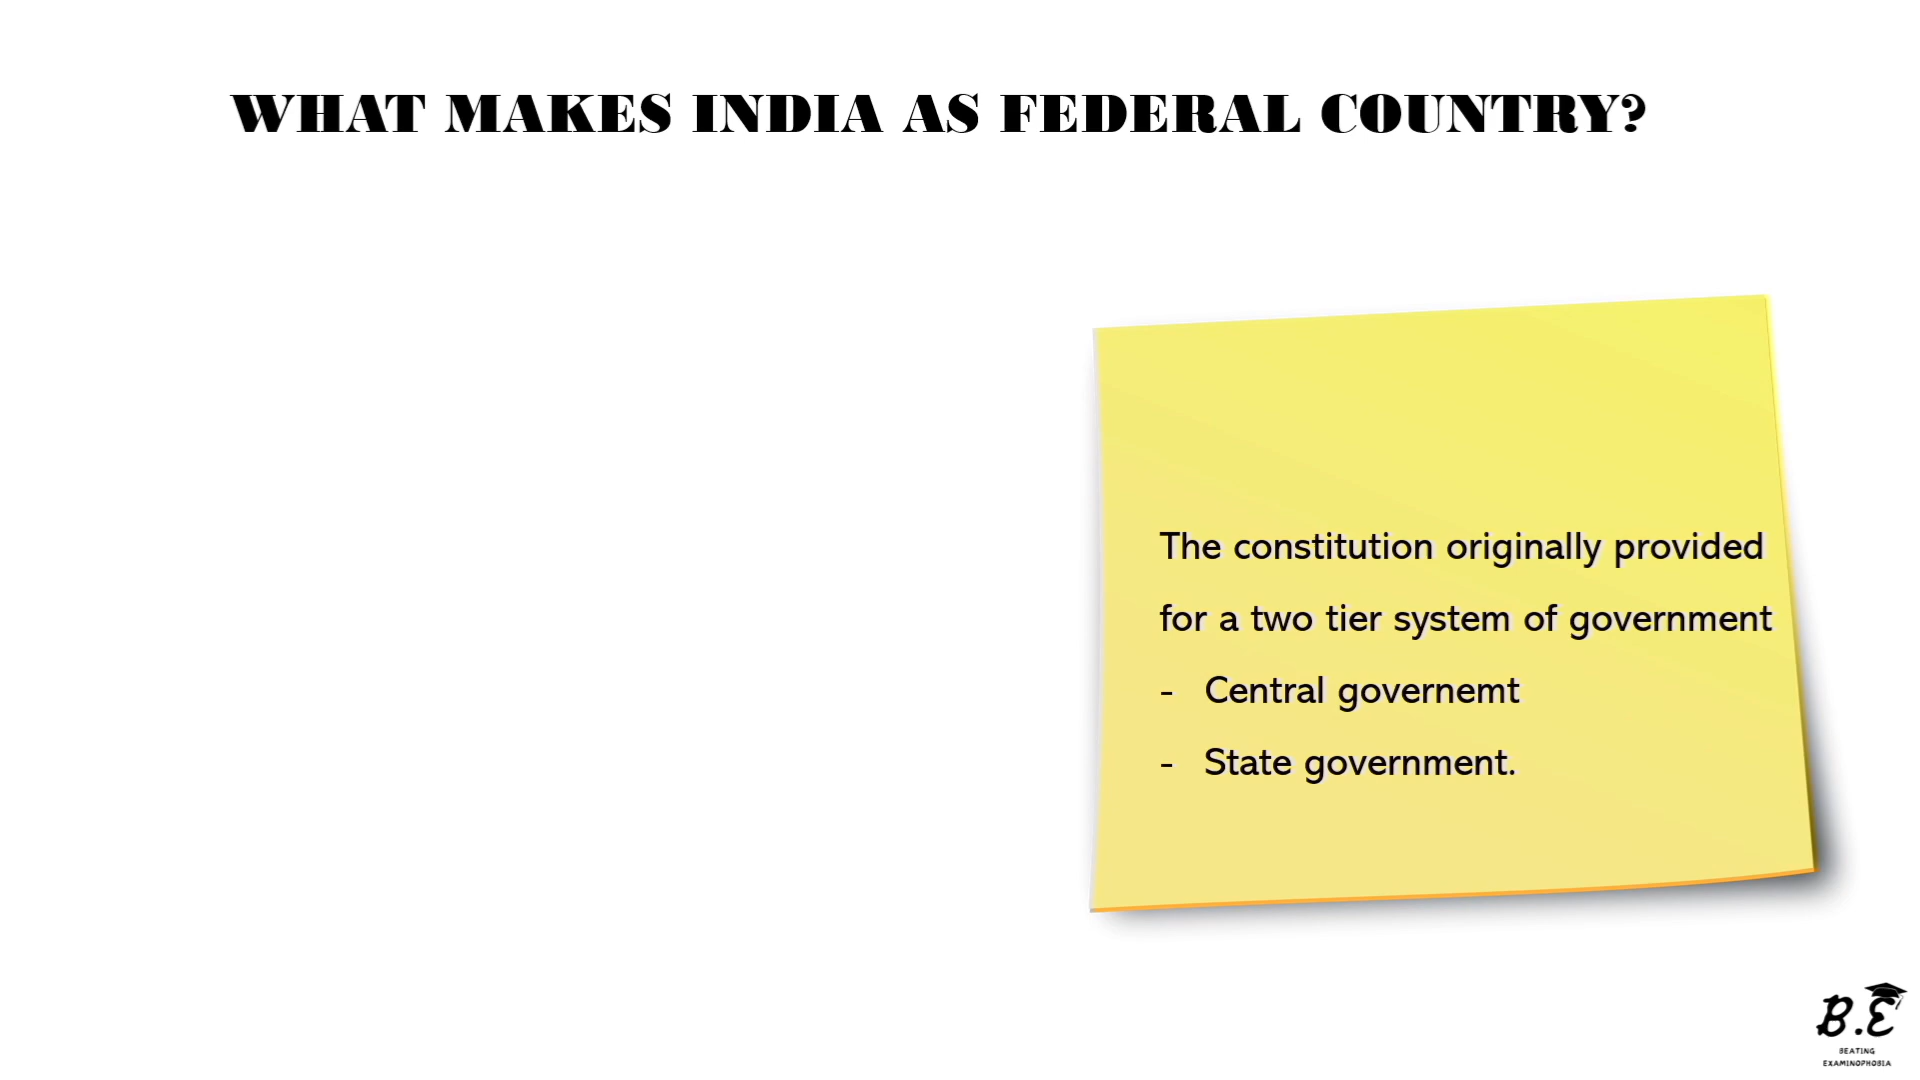 WHAT MAKES INDIA AS FEDERAL COUNTRY?
The constitution originally provided
for a two tier system of government
- Central governemt
- State government.
B.E
BEATING
EXAMINOPHOBIA